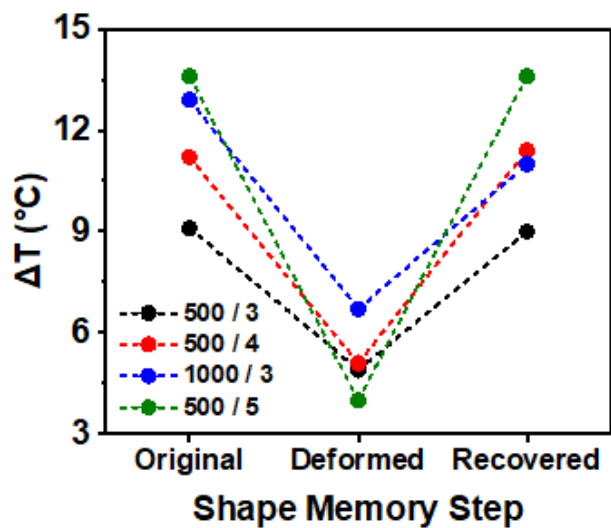 15
12
9
6
3
ΔT (°C)
500 / 3
500 / 4
1000 / 3
500 / 5
Original Deformed Recovered
Shape Memory Step